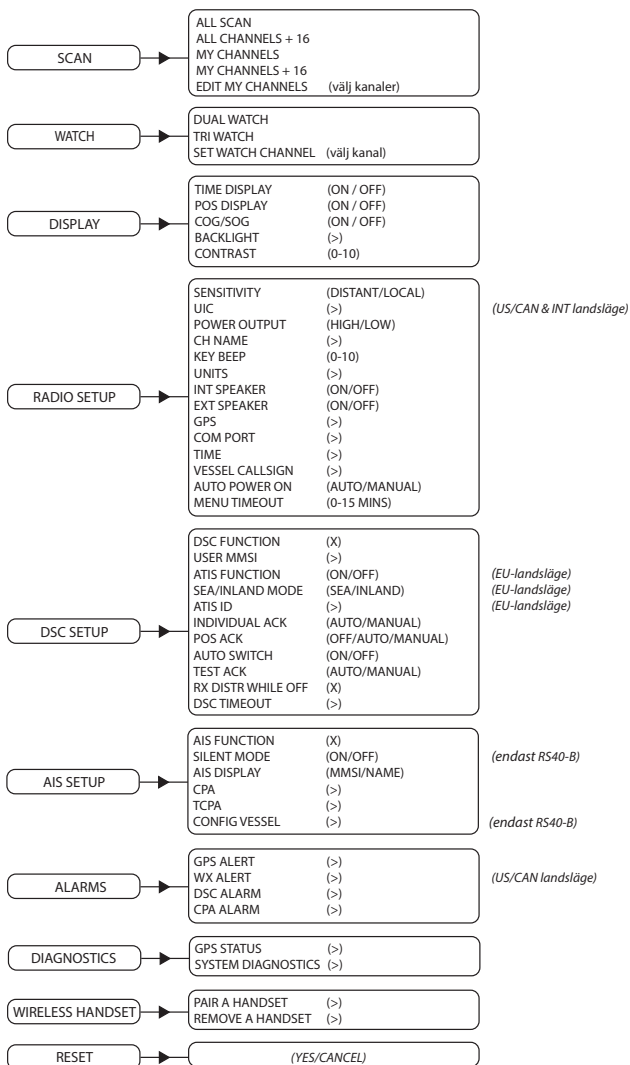 SCAN
ALL SCAN
ALL CHANNELS + 16
MY CHANNELS
MY CHANNELS + 16
EDIT MY CHANNELS (välj kanaler)
WATCH
DUAL WATCH
TRI WATCH
SET WATCH CHANNEL (välj kanal)
DISPLAY
TIME DISPLAY (ON / OFF)
POS DISPLAY (ON / OFF)
COG/SOG (ON / OFF)
BACKLIGHT (>)
CONTRAST (0-10)
RADIO SETUP
SENSITIVITY (DISTANT/LOCAL)
UIC (>) (US/CAN & INT landsläge)
POWER OUTPUT (HIGH/LOW)
CH NAME (>)
KEY BEEP (0-10)
UNITS (>)
INT SPEAKER (ON/OFF)
EXT SPEAKER (ON/OFF)
GPS (>)
COM PORT (>)
TIME (>)
VESSEL CALLSIGN (>)
AUTO POWER ON (AUTO/MANUAL)
MENU TIMEOUT (0-15 MINS)
DSC SETUP
DSC FUNCTION (X)
USER MMSI (>)
ATIS FUNCTION (ON/OFF) (EU-landsläge)
SEA/INLAND MODE (SEA/INLAND) (EU-landsläge)
ATIS ID (>) (EU-landsläge)
INDIVIDUAL ACK (AUTO/MANUAL)
POS ACK (OFF/AUTO/MANUAL)
AUTO SWITCH (ON/OFF)
TEST ACK (AUTO/MANUAL)
RX DISTR WHILE OFF (X)
DSC TIMEOUT (>)
AIS SETUP
AIS FUNCTION (X)
SILENT MODE (ON/OFF) (endast RS40-B)
AIS DISPLAY (MMSI/NAME)
CPA (>)
TCPA (>)
CONFIG VESSEL (>) (endast RS40-B)
ALARMS
GPS ALERT (>)
WX ALERT (>) (US/CAN landsläge)
DSC ALARM (>)
CPA ALARM (>)
DIAGNOSTICS
GPS STATUS (>)
SYSTEM DIAGNOSTICS (>)
WIRELESS HANDSET
PAIR A HANDSET (>)
REMOVE A HANDSET (>)
RESET
(YES/CANCEL)